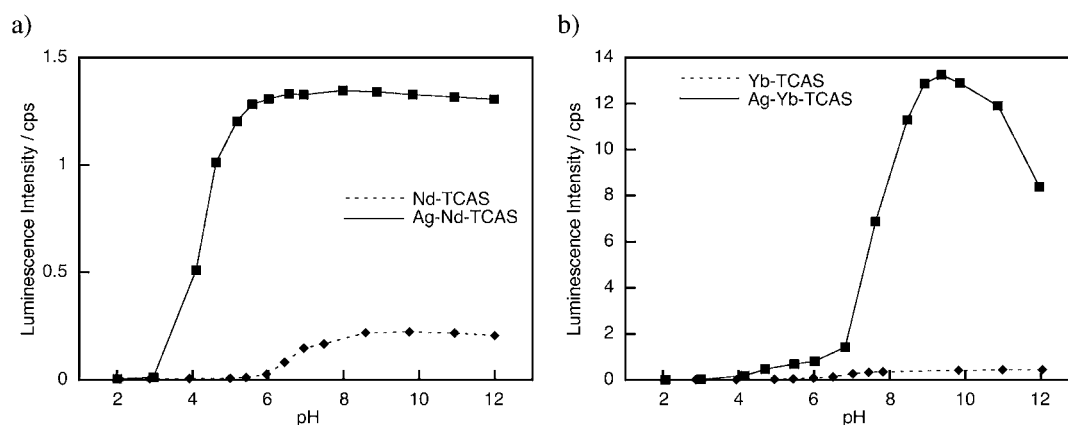 a)
1.5
1
0.5
0
Luminescence Intensity / cps
Nd-TCAS
Ag-Nd-TCAS
2 4 6 8 10 12
pH
b)
14
12
10
8
6
4
2
0
Luminescence Intensity / cps
Yb-TCAS
Ag-Yb-TCAS
2 4 6 8 10 12
pH